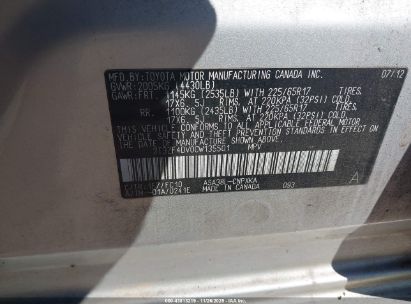 MFD.BY:TOYOTA MOTOR MANUFACTURING CANADA INC. 07/12
GVWR:2005KG (4430LB)
GAWR:FRT. 1145KG (2535LB) WITH 225/65R17 TIRES.
17X6.5J RIMS. AT 220KPA (32PSI) COLD.
RR. 1100KG (2435LB) WITH 225/65R17 TIRES.
17X6.5J RIMS. AT 220KPA (32PSI) COLD.
THIS VEHICLE CONFORMS TO ALL APPLICABLE FEDERAL MOTOR
VEHICLE SAFETY AND THEFT PREVENTION STANDARDS IN
EFFECT ON THE DATE OF MANUFACTURE SHOWN ABOVE.
MPV
ASA38L-CNPXKA
MADE IN CANADA
A